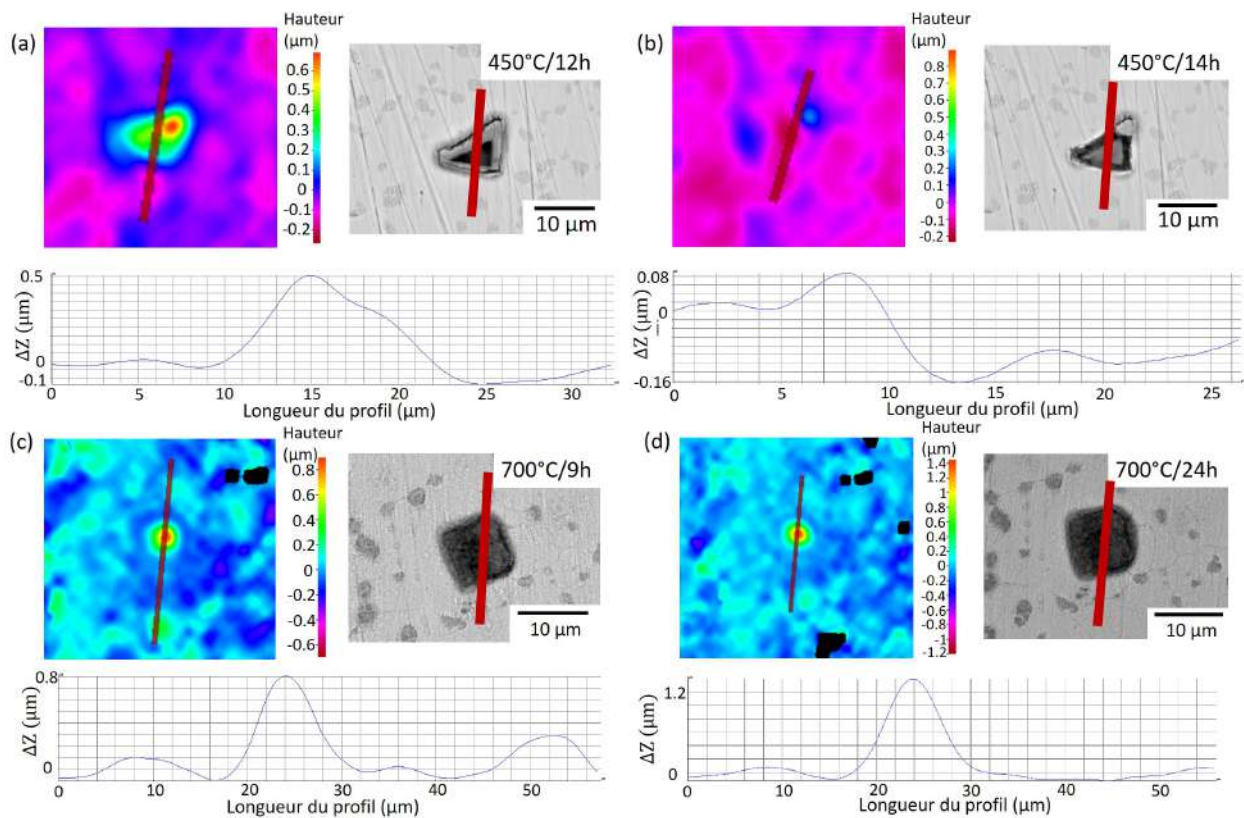 (a)
Hauteur
(µm)
0.6
0.5
0.4
0.3
0.2
0.1
0
-0.1
-0.2
450°C/12h
10 µm
ΔZ (µm)
0.5
0
-0.1
0 5 10 15 20 25 30
Longueur du profil (µm)
(b)
Hauteur
(µm)
0.9
0.8
0.7
0.6
0.5
0.4
0.3
0.2
0.1
0
-0.1
-0.2
450°C/14h
10 µm
ΔZ (µm)
0.08
0
-0.16
0 5 10 15 20 25
Longueur du profil (µm)
(c)
Hauteur
(µm)
0.8
0.6
0.4
0.2
0
-0.2
-0.4
-0.6
700°C/9h
10 µm
ΔZ (µm)
0.8
0
0 10 20 30 40 50
Longueur du profil (µm)
(d)
Hauteur
(µm)
1.4
1.2
1
0.8
0.6
0.4
0.2
0
-0.2
-0.4
-0.6
-0.8
-1
-1.2
700°C/24h
10 µm
ΔZ (µm)
1.2
0
0 10 20 30 40 50
Longueur du profil (µm)